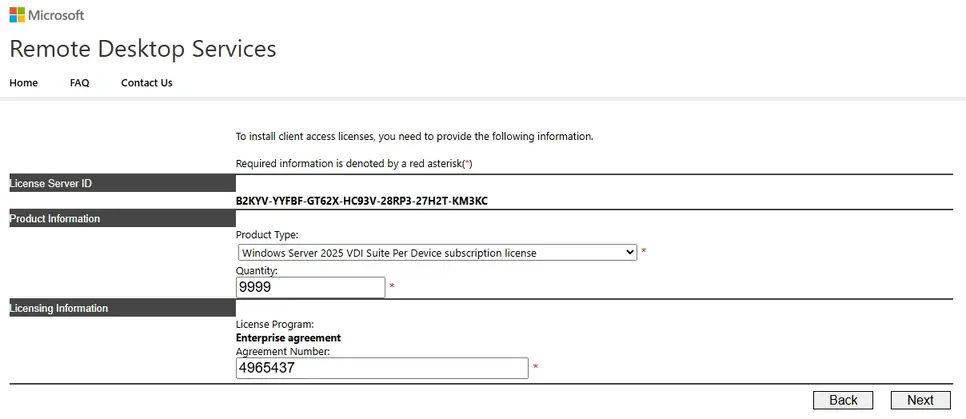 Microsoft
Remote Desktop Services
Home FAQ Contact Us
To install client access licenses, you need to provide the following information.
Required information is denoted by a red asterisk(*)
License Server ID
B2KYV-YYFBF-GT62X-HC93V-28RP3-27H2T-KM3KC
Product Information
Product Type:
Windows Server 2025 VDI Suite Per Device subscription license *
Quantity:
9999 *
Licensing Information
License Program:
Enterprise agreement
Agreement Number:
4965437 *
Back Next